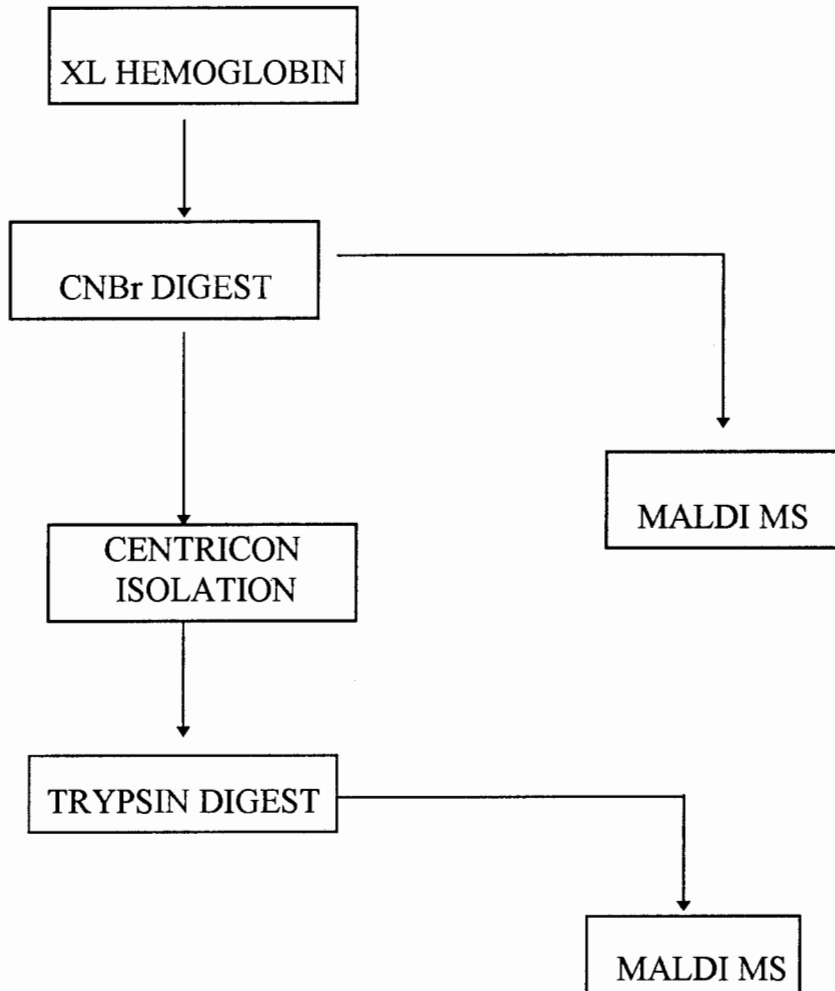 XL HEMOGLOBIN
CNBr DIGEST
MALDI MS
CENTRICON
ISOLATION
TRYPSIN DIGEST
MALDI MS